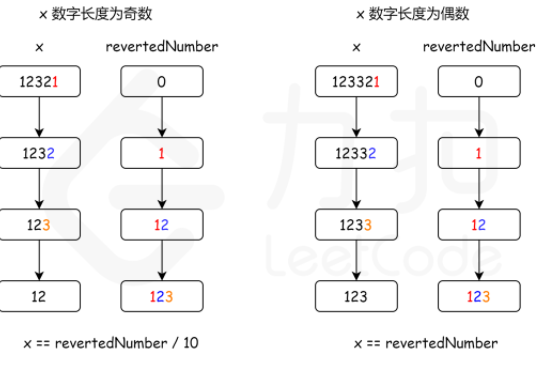 x 数字长度为奇数
x revertedNumber
12321 0
1232 1
123 12
12 123
x == revertedNumber / 10
x 数字长度为偶数
x revertedNumber
123321 0
12332 1
1233 12
123 123
x == revertedNumber
力扣
LeetCode